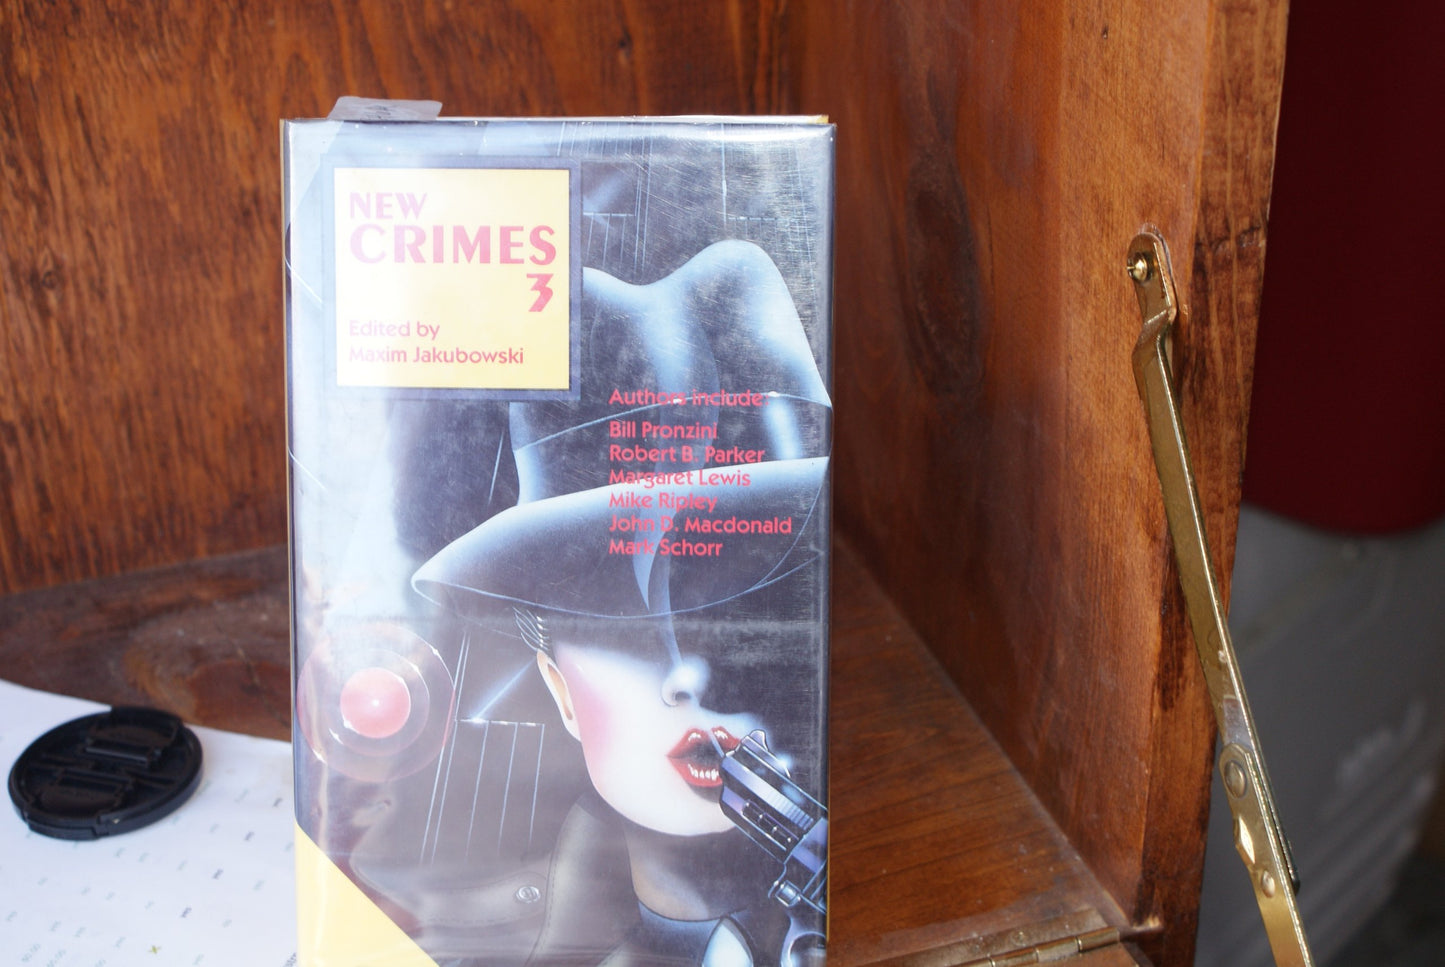 NEW
CRIMES
3
Edited by
Maxim Jakubowski
Authors include:
Bill Pronzini
Robert B. Parker
Margaret Lewis
Mike Ripley
John D. Macdonald
Mark Schorr